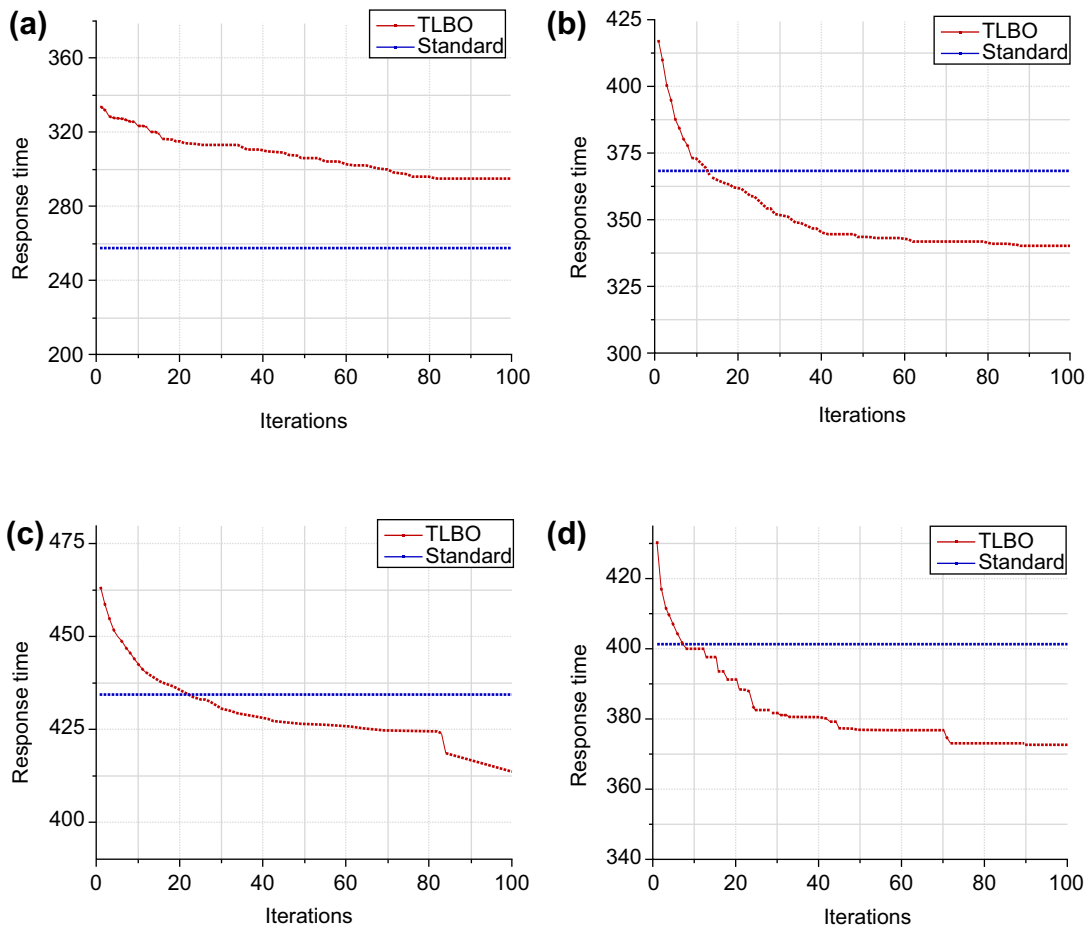 (a)
TLBO
Standard
Response time
360
320
280
240
200
0 20 40 60 80 100
Iterations
(b)
TLBO
Standard
Response time
425
400
375
350
325
300
0 20 40 60 80 100
Iterations
(c)
TLBO
Standard
Response time
475
450
425
400
0 20 40 60 80 100
Iterations
(d)
TLBO
Standard
Response time
420
400
380
360
340
0 20 40 60 80 100
Iterations